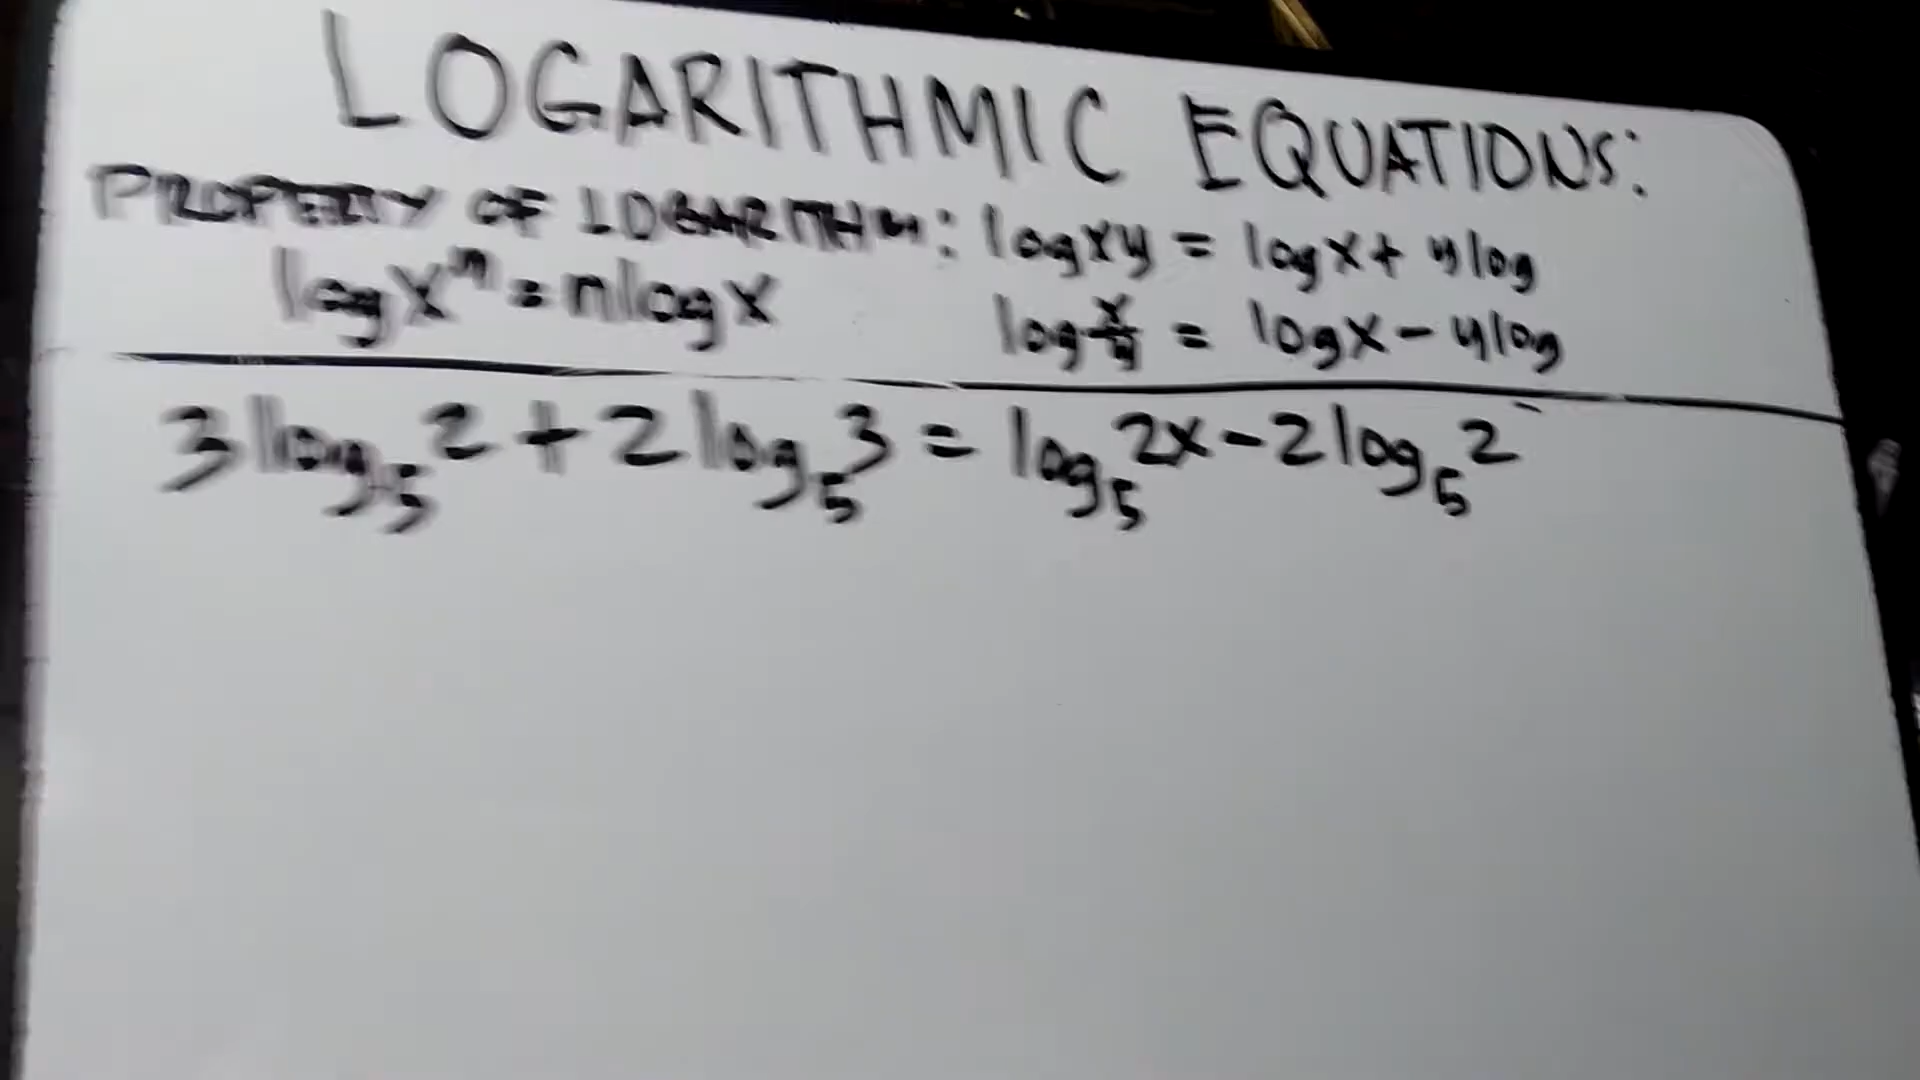 LOGARITHMIC EQUATIONS:
PROPERTY OF LOGARITHM: log xy = log x + y log
log xⁿ = n log x log x/y = log x - y log
3 log₅ 2 + 2 log₅ 3 = log₅ 2x - 2 log₅ 2